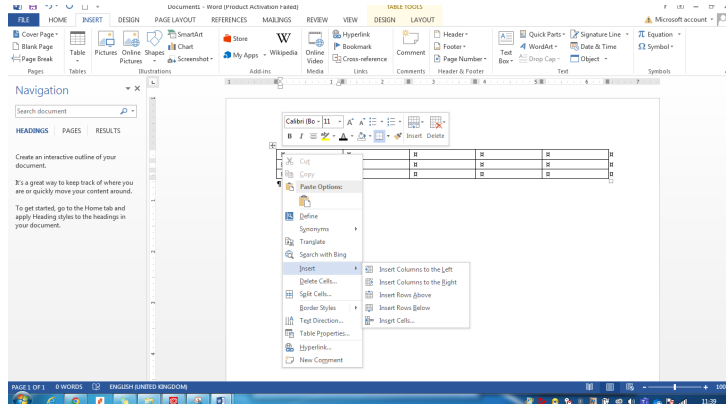 Document1 - Word (Product Activation Failed)
TABLE TOOLS
FILE HOME INSERT DESIGN PAGE LAYOUT REFERENCES MAILINGS REVIEW VIEW DESIGN LAYOUT Microsoft account
Cover Page
Blank Page
Page Break
Table
Pictures
Online Pictures
Shapes
SmartArt
Chart
Screenshot
Store
My Apps
Wikipedia
Online Video
Hyperlink
Bookmark
Cross-reference
Comment
Header
Footer
Page Number
Text Box
Quick Parts
WordArt
Drop Cap
Signature Line
Date & Time
Object
Equation
Symbol
Pages Tables Illustrations Add-ins Media Links Comments Header & Footer Text Symbols
Navigation
Search document
HEADINGS PAGES RESULTS
Create an interactive outline of your
document.
It's a great way to keep track of where you
are or quickly move your content around.
To get started, go to the Home tab and
apply Heading styles to the headings in
your document.
1 1 2 3 4 5 6 7
Calibri (Bo 11 A A
B I A Insert Delete
Cut
Copy
Paste Options:
Define
Synonyms
Translate
Search with Bing
Insert
Delete Cells...
Split Cells...
Border Styles
Text Direction...
Table Properties...
Hyperlink...
New Comment
Insert Columns to the Left
Insert Columns to the Right
Insert Rows Above
Insert Rows Below
Insert Cells...
PAGE 1 OF 1 0 WORDS ENGLISH (UNITED KINGDOM) 100
11:39